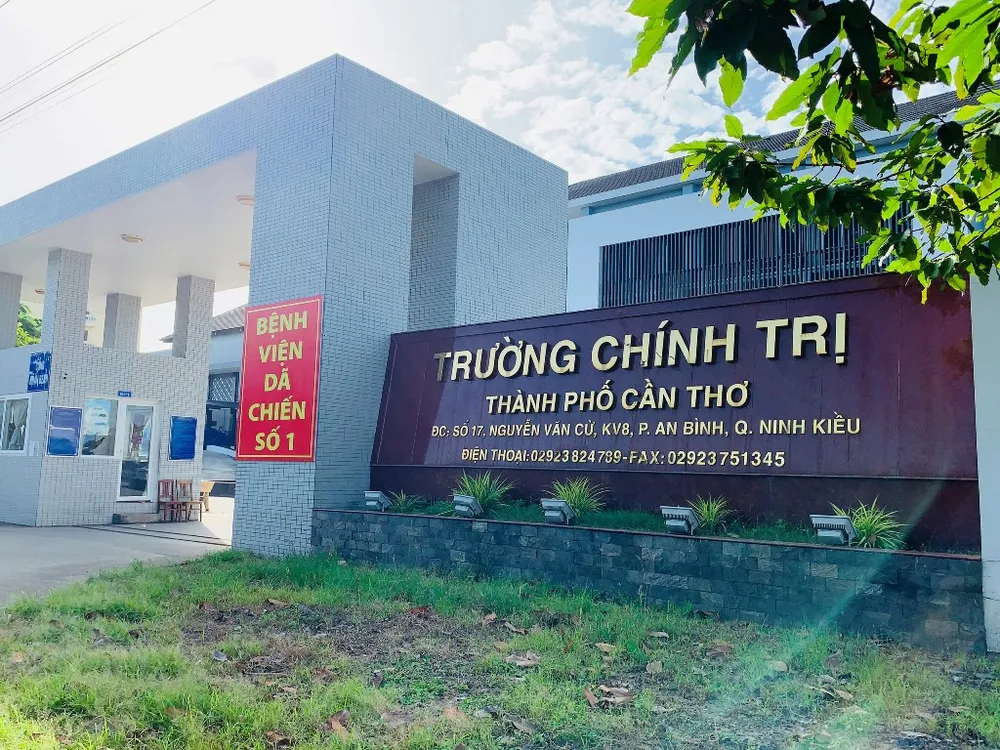 BỆNH
VIỆN
DÃ
CHIẾN
SỐ 1
TRƯỜNG CHÍNH TRỊ
THÀNH PHỐ CẦN THƠ
ĐC: SỐ 17, NGUYỄN VĂN CỪ, KV8, P. AN BÌNH, Q. NINH KIỀU
ĐIỆN THOẠI:02923824789-FAX:02923751345